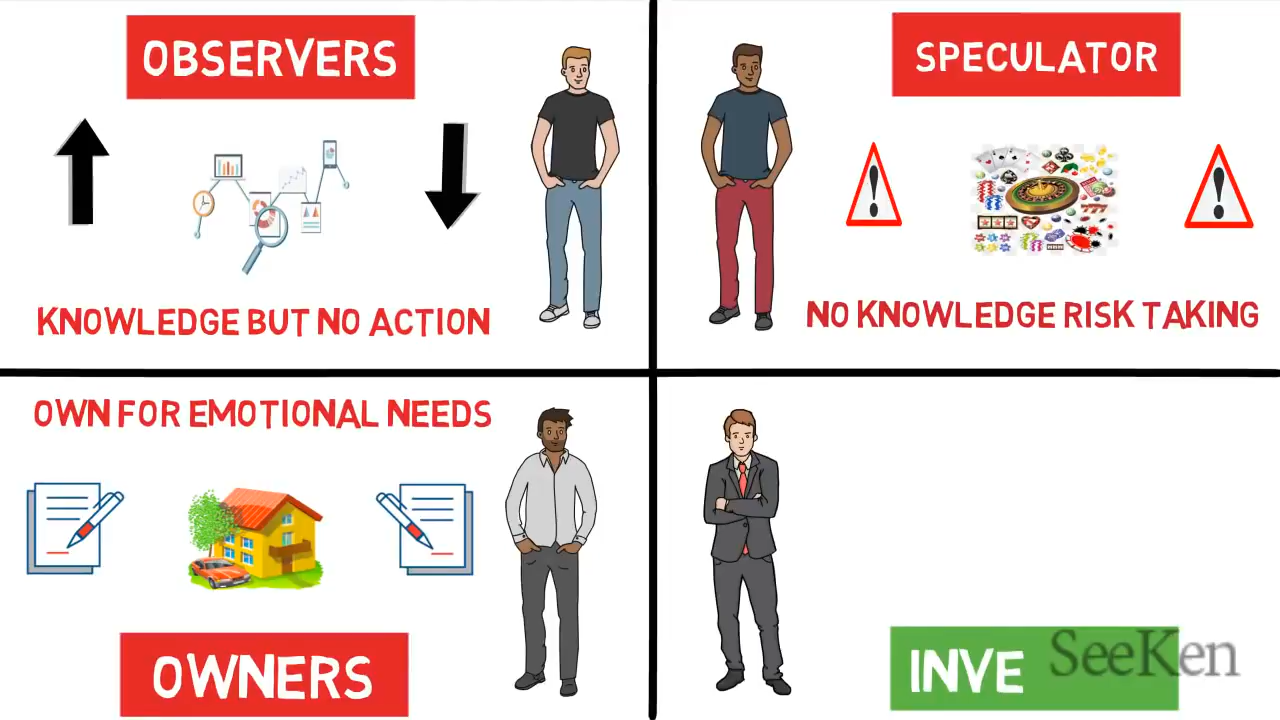 OBSERVERS
KNOWLEDGE BUT NO ACTION
SPECULATOR
NO KNOWLEDGE RISK TAKING
OWN FOR EMOTIONAL NEEDS
OWNERS
INVE
SeeKen